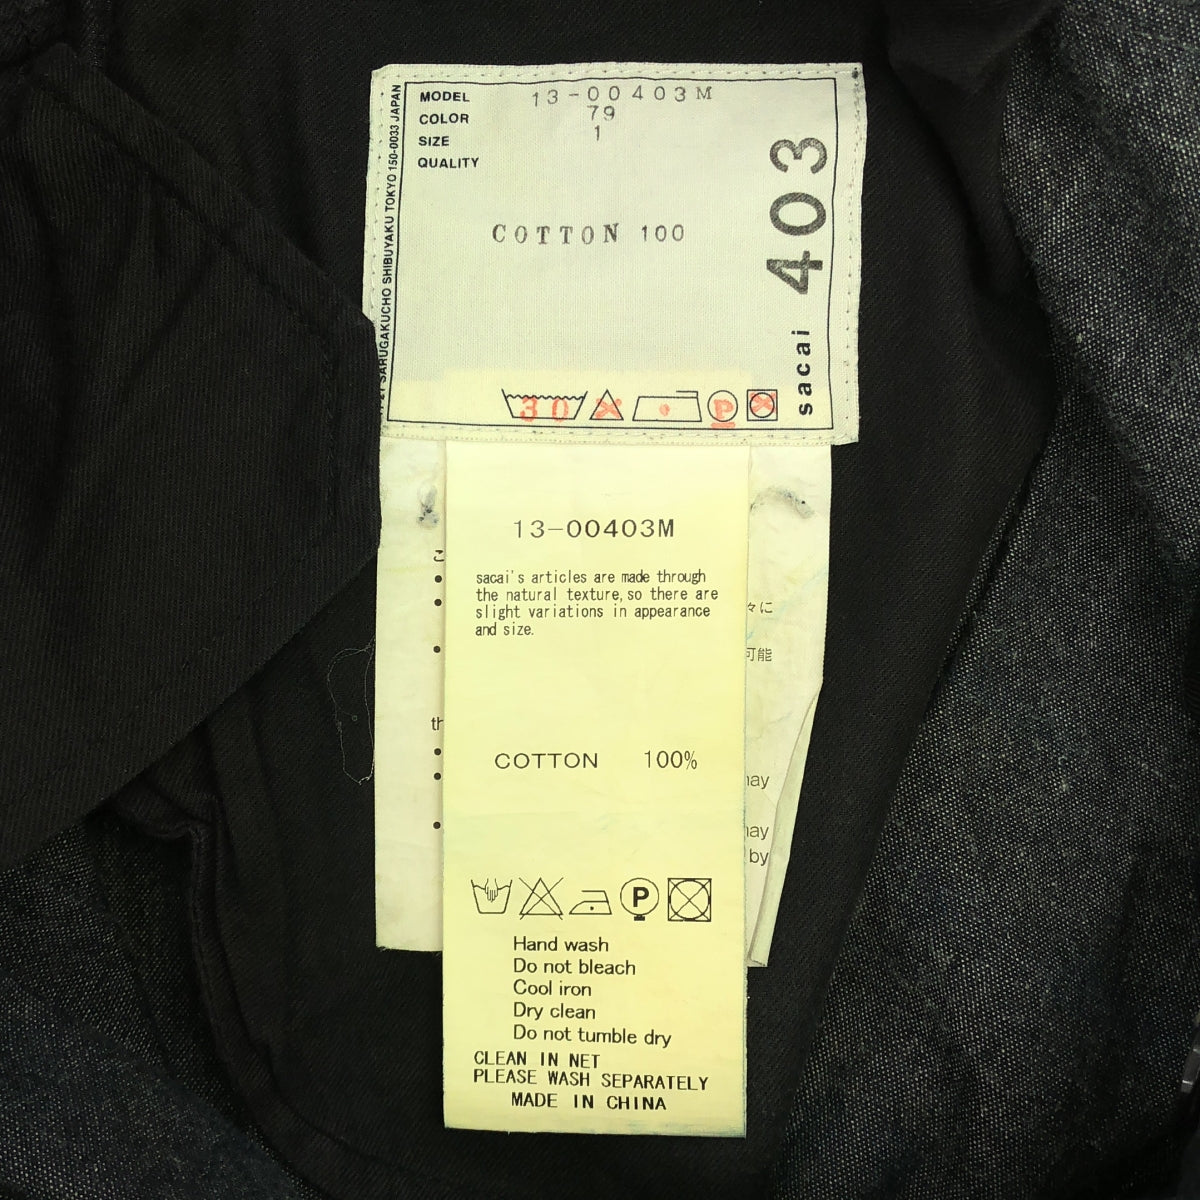 MODEL 13-00403M
COLOR 79
SIZE 1
QUALITY
COTTON 100
sacai 403
SARUGAKUCHO SHIBUYAKU TOKYO 150-0033 JAPAN
30 P
13-00403M
sacai's articles are made through
the natural texture,so there are
slight variations in appearance
and size.
COTTON 100%
P
Hand wash
Do not bleach
Cool iron
Dry clean
Do not tumble dry
CLEAN IN NET
PLEASE WASH SEPARATELY
MADE IN CHINA
こ
々に
可能
by